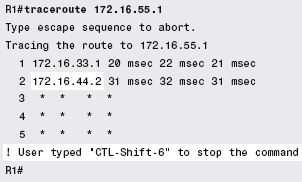 R1#traceroute 172.16.55.1
Type escape sequence to abort.
Tracing the route to 172.16.55.1
1 172.16.33.1 20 msec 22 msec 21 msec
2 172.16.44.2 31 msec 32 msec 31 msec
3 * * * *
4 * * * *
5 * * * *
! User typed "CTL-Shift-6" to stop the command
R1#